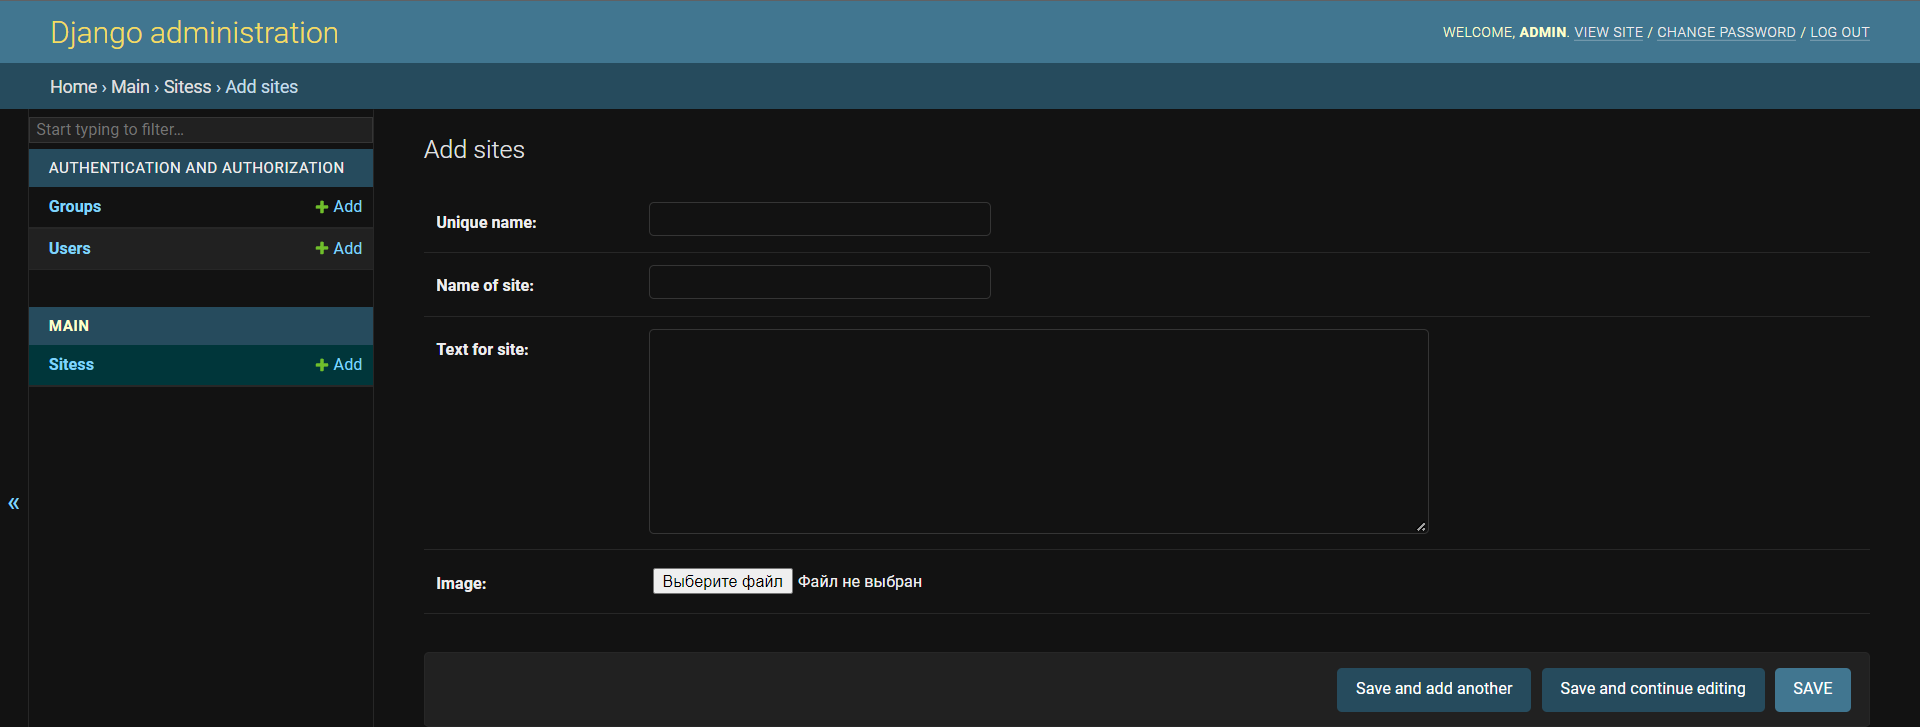 Django administration
WELCOME, ADMIN. VIEW SITE / CHANGE PASSWORD / LOG OUT
Home › Main › Sitess › Add sites
Start typing to filter...
AUTHENTICATION AND AUTHORIZATION
Groups + Add
Users + Add
MAIN
Sitess + Add
«
Add sites
Unique name:
Name of site:
Text for site:
Image: Выберите файл Файл не выбран
Save and add another Save and continue editing SAVE